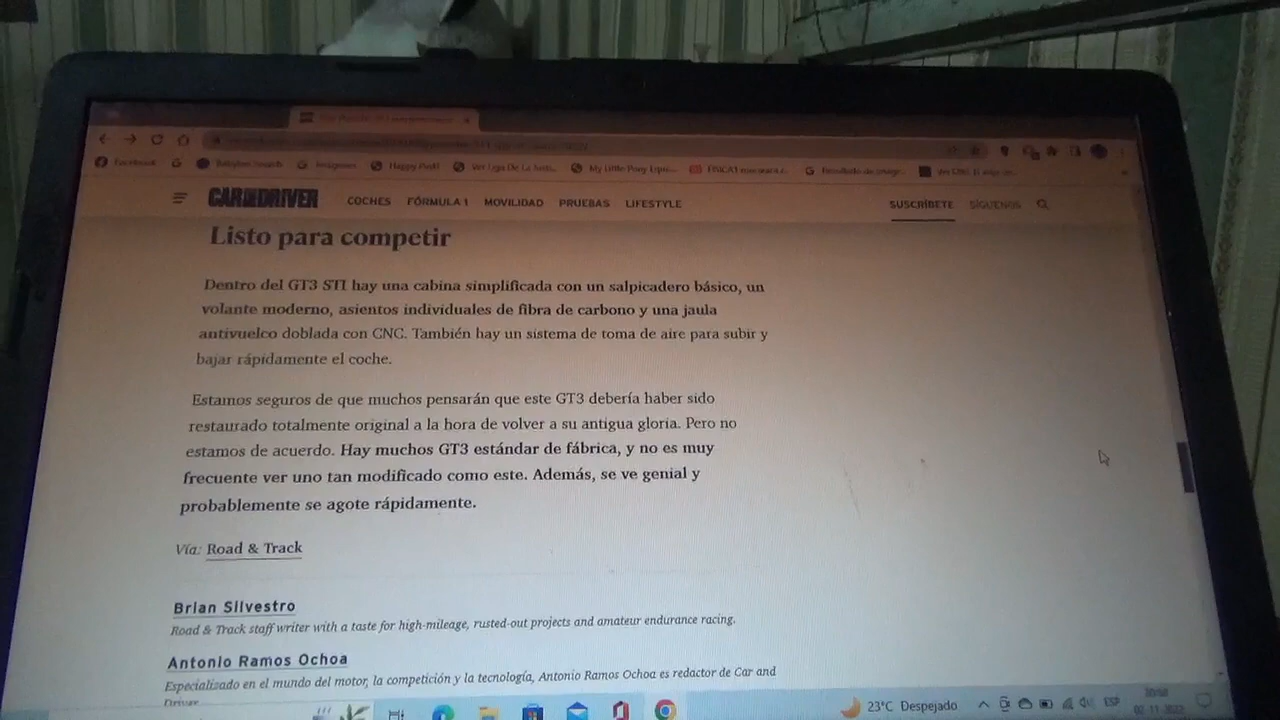 Facebook
Babylon Search
Imágenes
Happy Push!
CAR AND DRIVER
COCHES FÓRMULA 1 MOVILIDAD PRUEBAS LIFESTYLE
SUSCRÍBETE SÍGUENOS
Listo para competir
Dentro del GT3 STI hay una cabina simplificada con un salpicadero básico, un
volante moderno, asientos individuales de fibra de carbono y una jaula
antivuelco doblada con CNC. También hay un sistema de toma de aire para subir y
bajar rápidamente el coche.
Estamos seguros de que muchos pensarán que este GT3 debería haber sido
restaurado totalmente original a la hora de volver a su antigua gloria. Pero no
estamos de acuerdo. Hay muchos GT3 estándar de fábrica, y no es muy
frecuente ver uno tan modificado como este. Además, se ve genial y
probablemente se agote rápidamente.
Vía: Road & Track
Brian Silvestro
Road & Track staff writer with a taste for high-mileage, rusted-out projects and amateur endurance racing.
Antonio Ramos Ochoa
Especializado en el mundo del motor, la competición y la tecnología, Antonio Ramos Ochoa es redactor de Car and
Driver
23°C Despejado
ESP